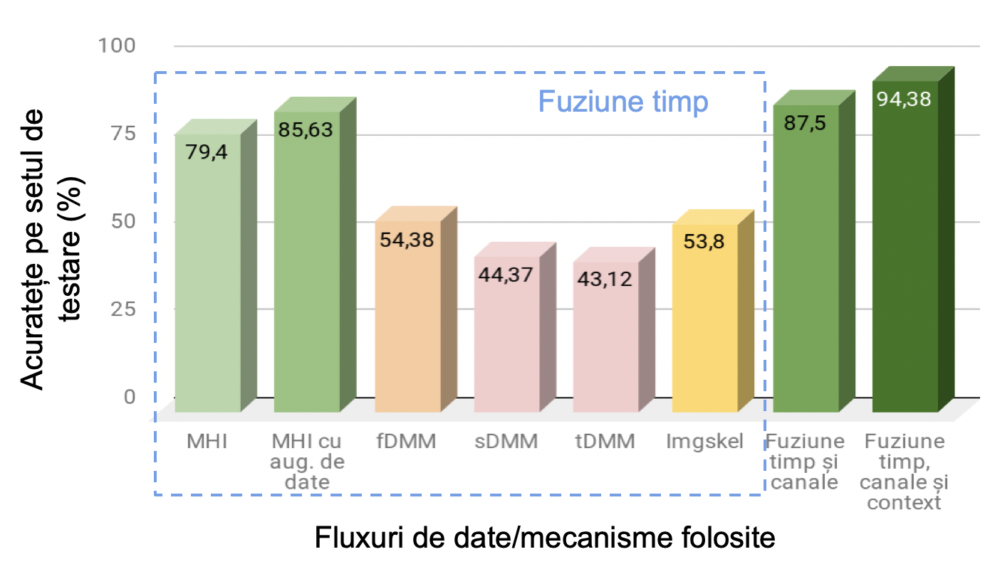 100
75
50
25
0
Acuratețe pe setul de
testare (%)
Fuziune timp
79,4
85,63
54,38
44,37
43,12
53,8
87,5
94,38
MHI
MHI cu
aug. de
date
fDMM
sDMM
tDMM
Imgskel
Fuziune
timp și
canale
Fuziune
timp,
canale și
context
Fluxuri de date/mecanisme folosite